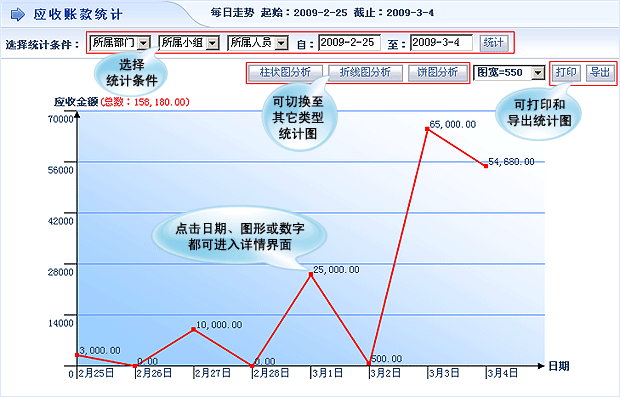 应收账款统计
每日走势 起始：2009-2-25 截止：2009-3-4
选择统计条件： 所属部门 所属小组 所属人员 自： 2009-2-25 至： 2009-3-4 统计
选择
统计条件
柱状图分析 折线图分析 饼图分析 图宽=550 打印 导出
可切换至
其它类型
统计图
可打印和
导出统计图
应收金额(总数：158,180.00)
70000
56000
42000
28000
14000
0
点击日期、图形或数字
都可进入详情界面
3,000.00
0.00
10,000.00
0.00
25,000.00
500.00
65,000.00
54,680.00
2月25日 2月26日 2月27日 2月28日 3月1日 3月2日 3月3日 3月4日
日期